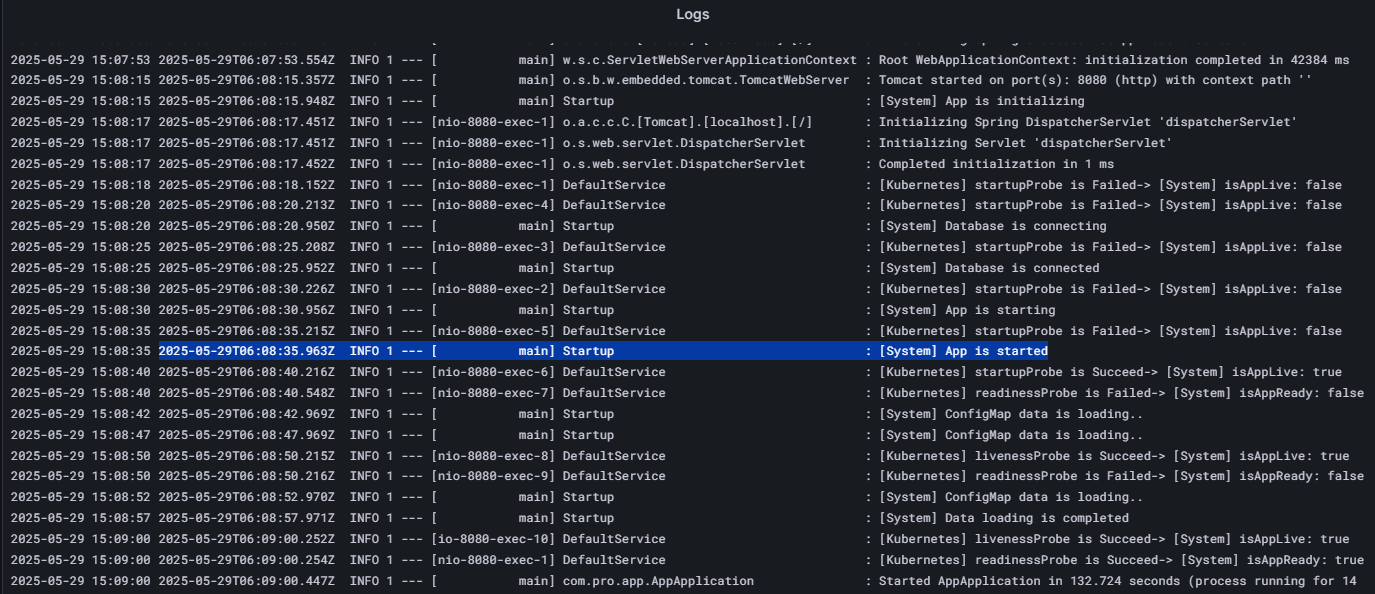 Logs
2025-05-29 15:07:53 2025-05-29T06:07:53.554Z  INFO 1 --- [           main] w.s.c.ServletWebServerApplicationContext : Root WebApplicationContext: initialization completed in 42384 ms
2025-05-29 15:08:15 2025-05-29T06:08:15.357Z  INFO 1 --- [           main] o.s.b.w.embedded.tomcat.TomcatWebServer  : Tomcat started on port(s): 8080 (http) with context path ''
2025-05-29 15:08:15 2025-05-29T06:08:15.948Z  INFO 1 --- [           main] Startup                                  : [System] App is initializing
2025-05-29 15:08:17 2025-05-29T06:08:17.451Z  INFO 1 --- [nio-8080-exec-1] o.a.c.c.C.[Tomcat].[localhost].[/]       : Initializing Spring DispatcherServlet 'dispatcherServlet'
2025-05-29 15:08:17 2025-05-29T06:08:17.451Z  INFO 1 --- [nio-8080-exec-1] o.s.web.servlet.DispatcherServlet        : Initializing Servlet 'dispatcherServlet'
2025-05-29 15:08:17 2025-05-29T06:08:17.452Z  INFO 1 --- [nio-8080-exec-1] o.s.web.servlet.DispatcherServlet        : Completed initialization in 1 ms
2025-05-29 15:08:18 2025-05-29T06:08:18.152Z  INFO 1 --- [nio-8080-exec-1] DefaultService                           : [Kubernetes] startupProbe is Failed-> [System] isAppLive: false
2025-05-29 15:08:20 2025-05-29T06:08:20.213Z  INFO 1 --- [nio-8080-exec-4] DefaultService                           : [Kubernetes] startupProbe is Failed-> [System] isAppLive: false
2025-05-29 15:08:20 2025-05-29T06:08:20.950Z  INFO 1 --- [           main] Startup                                  : [System] Database is connecting
2025-05-29 15:08:25 2025-05-29T06:08:25.208Z  INFO 1 --- [nio-8080-exec-3] DefaultService                           : [Kubernetes] startupProbe is Failed-> [System] isAppLive: false
2025-05-29 15:08:25 2025-05-29T06:08:25.952Z  INFO 1 --- [           main] Startup                                  : [System] Database is connected
2025-05-29 15:08:30 2025-05-29T06:08:30.226Z  INFO 1 --- [nio-8080-exec-2] DefaultService                           : [Kubernetes] startupProbe is Failed-> [System] isAppLive: false
2025-05-29 15:08:30 2025-05-29T06:08:30.956Z  INFO 1 --- [           main] Startup                                  : [System] App is starting
2025-05-29 15:08:35 2025-05-29T06:08:35.215Z  INFO 1 --- [nio-8080-exec-5] DefaultService                           : [Kubernetes] startupProbe is Failed-> [System] isAppLive: false
2025-05-29 15:08:35 2025-05-29T06:08:35.963Z  INFO 1 --- [           main] Startup                                  : [System] App is started
2025-05-29 15:08:40 2025-05-29T06:08:40.216Z  INFO 1 --- [nio-8080-exec-6] DefaultService                           : [Kubernetes] startupProbe is Succeed-> [System] isAppLive: true
2025-05-29 15:08:40 2025-05-29T06:08:40.548Z  INFO 1 --- [nio-8080-exec-7] DefaultService                           : [Kubernetes] readinessProbe is Failed-> [System] isAppReady: false
2025-05-29 15:08:42 2025-05-29T06:08:42.969Z  INFO 1 --- [           main] Startup                                  : [System] ConfigMap data is loading..
2025-05-29 15:08:47 2025-05-29T06:08:47.969Z  INFO 1 --- [           main] Startup                                  : [System] ConfigMap data is loading..
2025-05-29 15:08:50 2025-05-29T06:08:50.215Z  INFO 1 --- [nio-8080-exec-8] DefaultService                           : [Kubernetes] livenessProbe is Succeed-> [System] isAppLive: true
2025-05-29 15:08:50 2025-05-29T06:08:50.216Z  INFO 1 --- [nio-8080-exec-9] DefaultService                           : [Kubernetes] readinessProbe is Failed-> [System] isAppReady: false
2025-05-29 15:08:52 2025-05-29T06:08:52.970Z  INFO 1 --- [           main] Startup                                  : [System] ConfigMap data is loading..
2025-05-29 15:08:57 2025-05-29T06:08:57.971Z  INFO 1 --- [           main] Startup                                  : [System] Data loading is completed
2025-05-29 15:09:00 2025-05-29T06:09:00.252Z  INFO 1 --- [io-8080-exec-10] DefaultService                           : [Kubernetes] livenessProbe is Succeed-> [System] isAppLive: true
2025-05-29 15:09:00 2025-05-29T06:09:00.254Z  INFO 1 --- [nio-8080-exec-1] DefaultService                           : [Kubernetes] readinessProbe is Succeed-> [System] isAppReady: true
2025-05-29 15:09:00 2025-05-29T06:09:00.447Z  INFO 1 --- [           main] com.pro.app.AppApplication               : Started AppApplication in 132.724 seconds (process running for 14